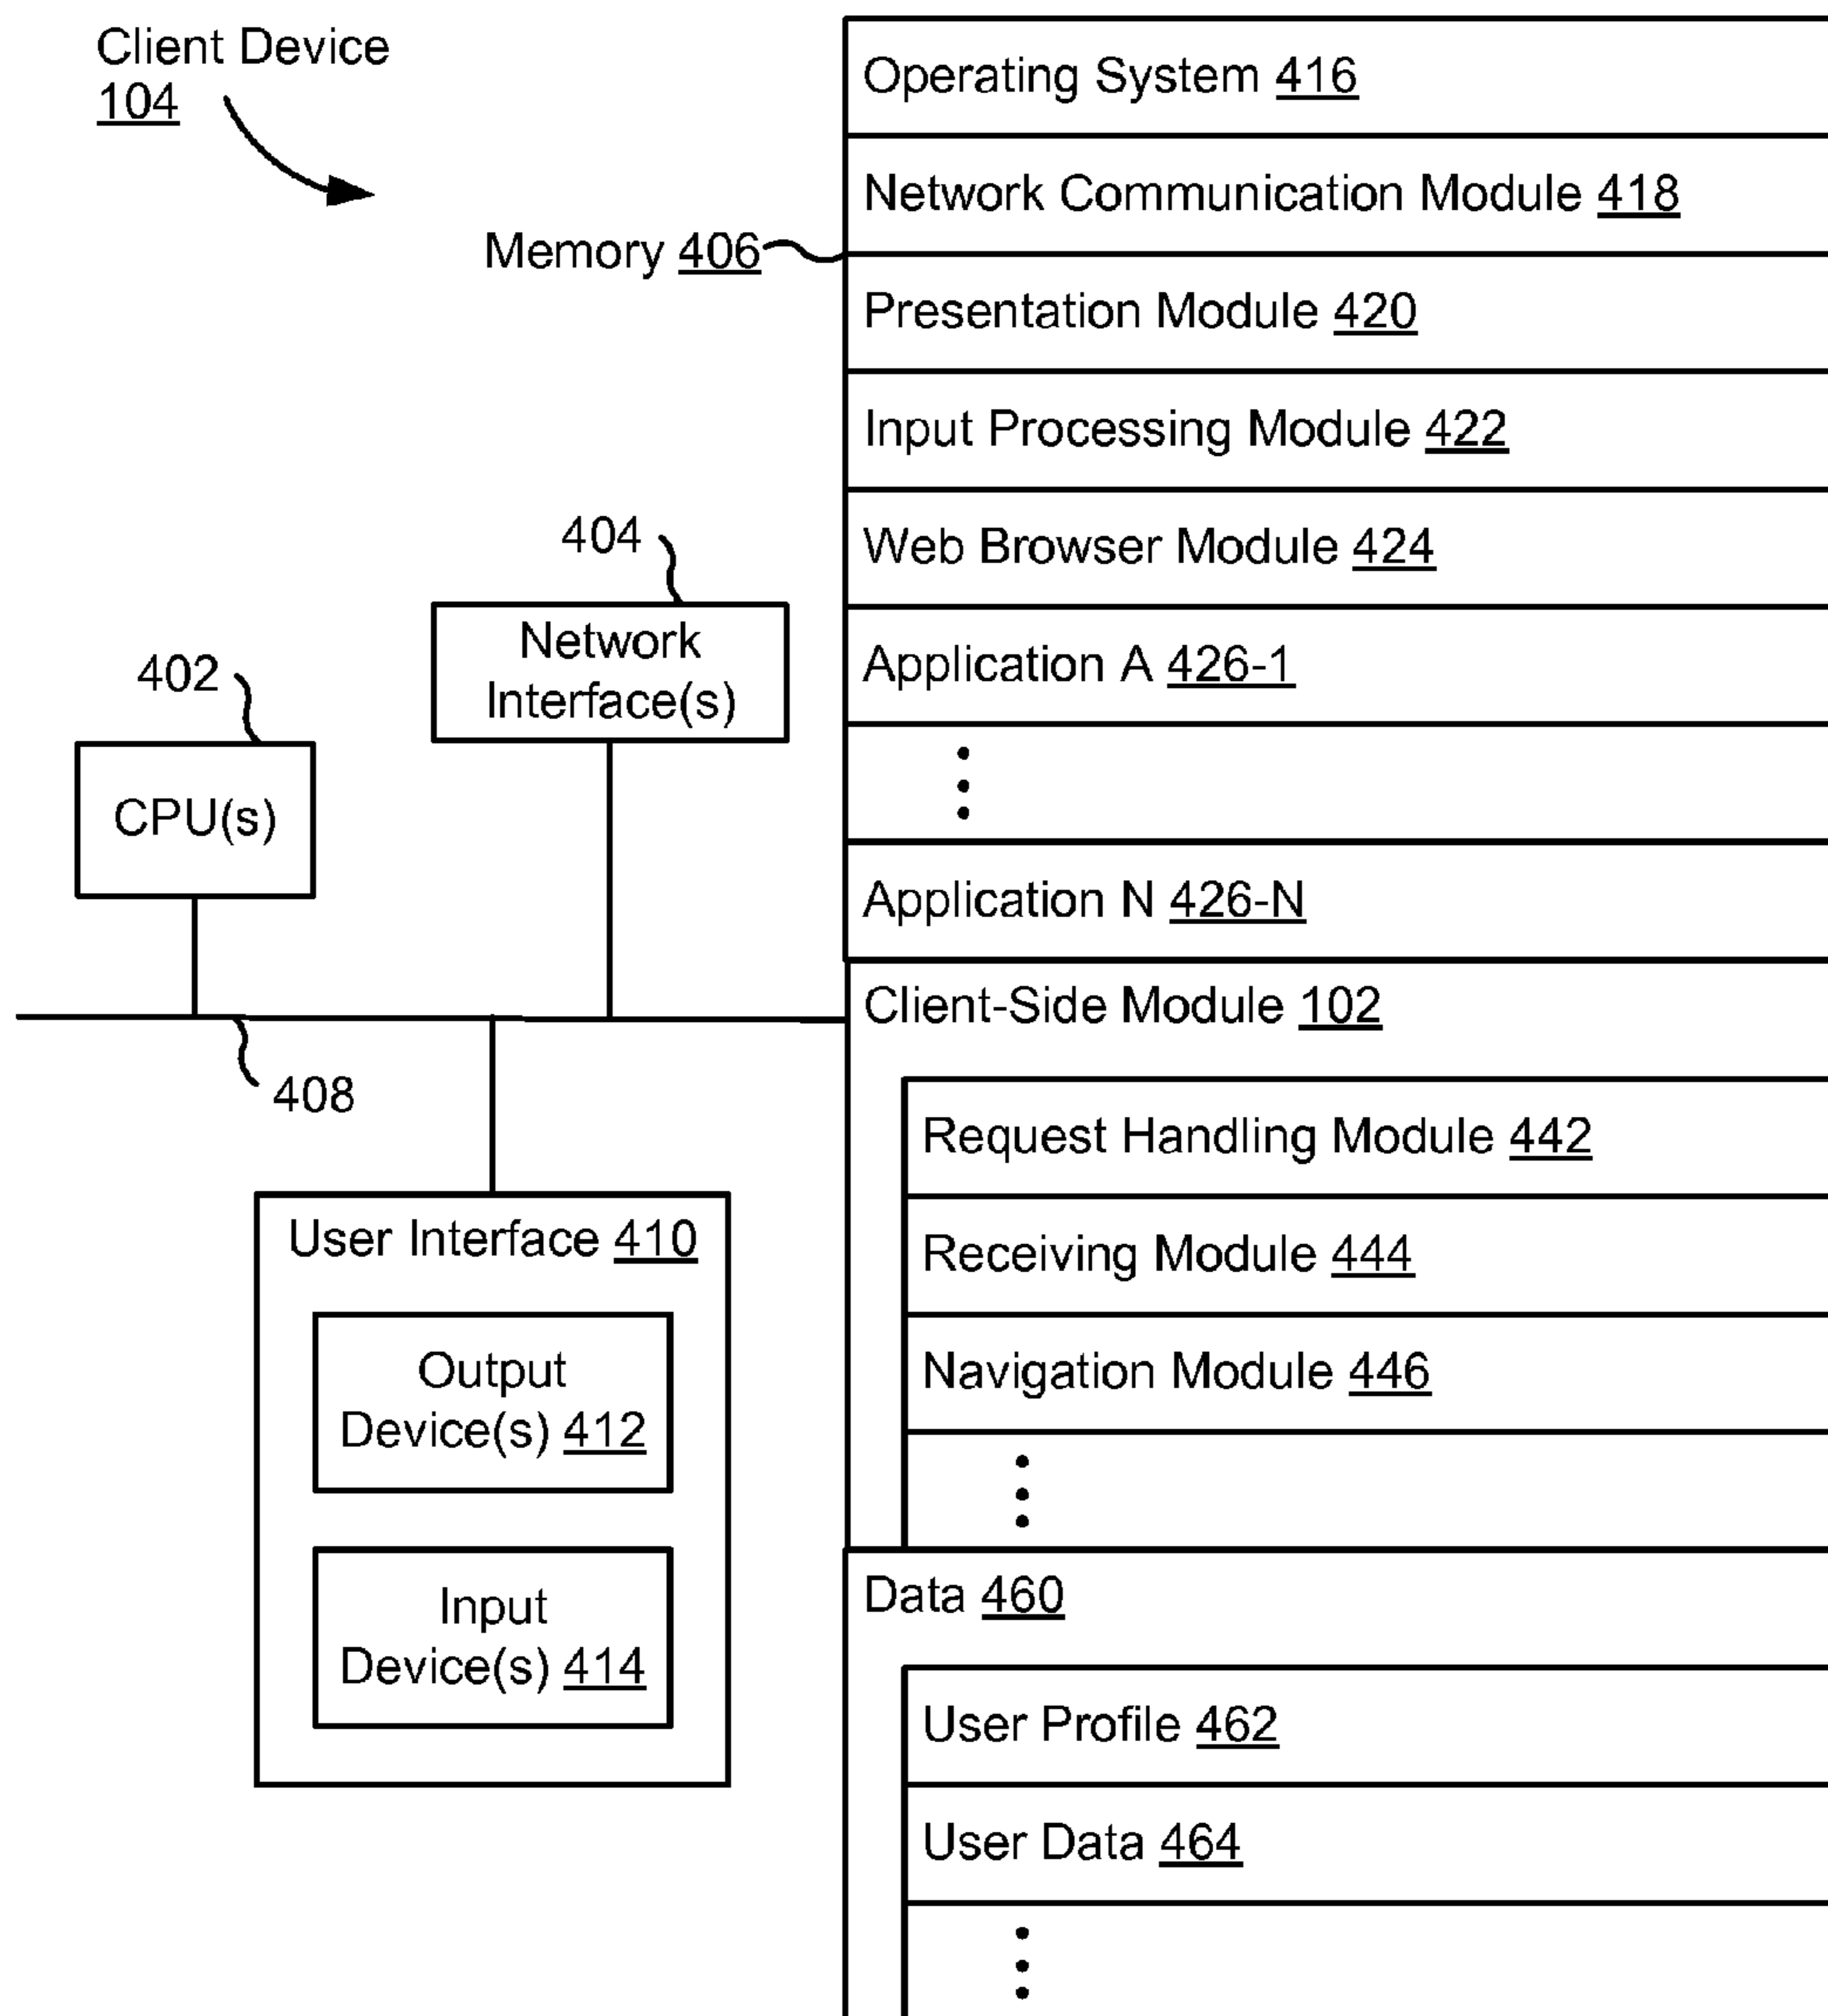 Client Device
104
Memory 406
404
Network
Interface(s)
402
CPU(s)
408
User Interface 410
Output
Device(s) 412
Input
Device(s) 414
Operating System 416
Network Communication Module 418
Presentation Module 420
Input Processing Module 422
Web Browser Module 424
Application A 426-1
Application N 426-N
Client-Side Module 102
Request Handling Module 442
Receiving Module 444
Navigation Module 446
Data 460
User Profile 462
User Data 464